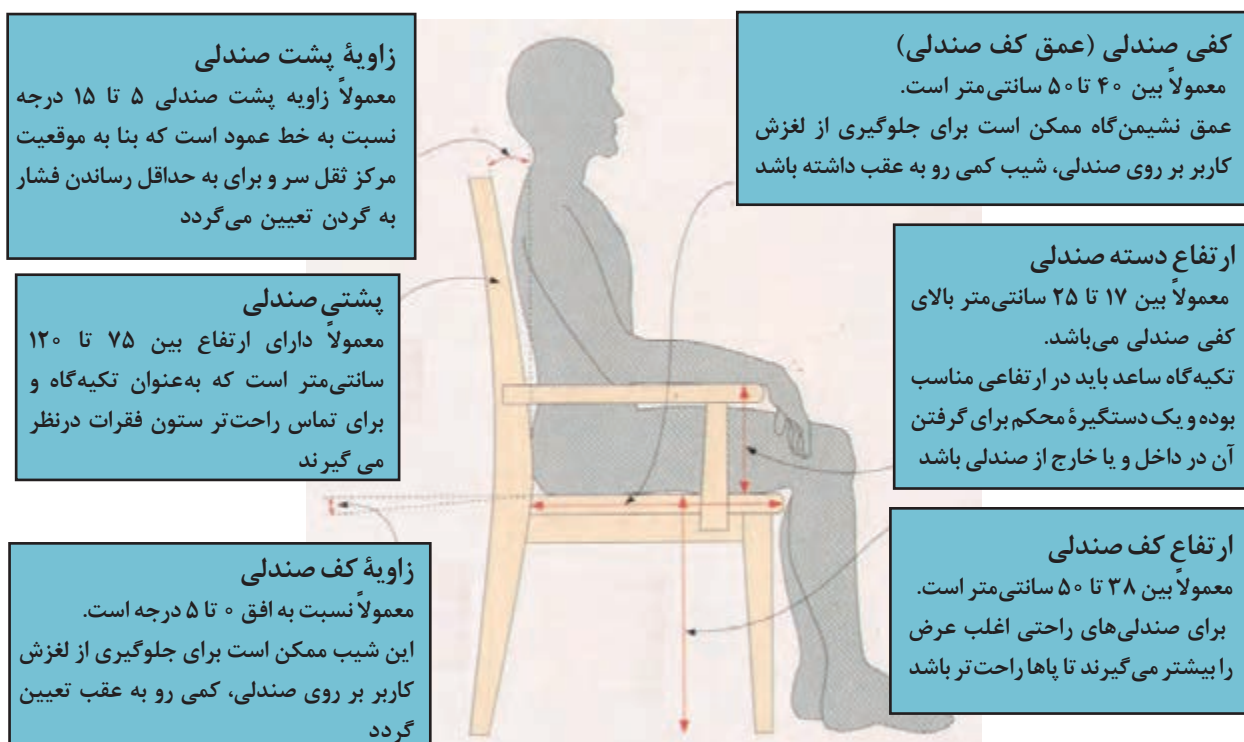 کفی صندلی (عمق کف صندلی)
معمولاً بین ۴۰ تا ۵۰ سانتی‌متر است.
عمق نشیمن‌گاه ممکن است برای جلوگیری از لغزش
کاربر بر روی صندلی، شیب کمی رو به عقب داشته باشد
ارتفاع دسته صندلی
معمولاً بین ۱۷ تا ۲۵ سانتی‌متر بالای
کفی صندلی می‌باشد.
تکیه‌گاه ساعد باید در ارتفاعی مناسب
بوده و یک دستگیرهٔ محکم برای گرفتن
آن در داخل و یا خارج از صندلی باشد
ارتفاع کف صندلی
معمولاً بین ۳۸ تا ۵۰ سانتی‌متر است.
برای صندلی‌های راحتی اغلب عرض
را بیشتر می‌گیرند تا پاها راحت‌تر باشد
زاویهٔ پشت صندلی
معمولاً زاویه پشت صندلی ۵ تا ۱۵ درجه
نسبت به خط عمود است که بنا به موقعیت
مرکز ثقل سر و برای به حداقل رساندن فشار
به گردن تعیین می‌گردد
پشتی صندلی
معمولاً دارای ارتفاع بین ۷۵ تا ۱۲۰
سانتی‌متر است که به‌عنوان تکیه‌گاه و
برای تماس راحت‌تر ستون فقرات درنظر
می گیرند
زاویهٔ کف صندلی
معمولاً نسبت به افق ۰ تا ۵ درجه است.
این شیب ممکن است برای جلوگیری از لغزش
کاربر بر روی صندلی، کمی رو به عقب تعیین
گردد